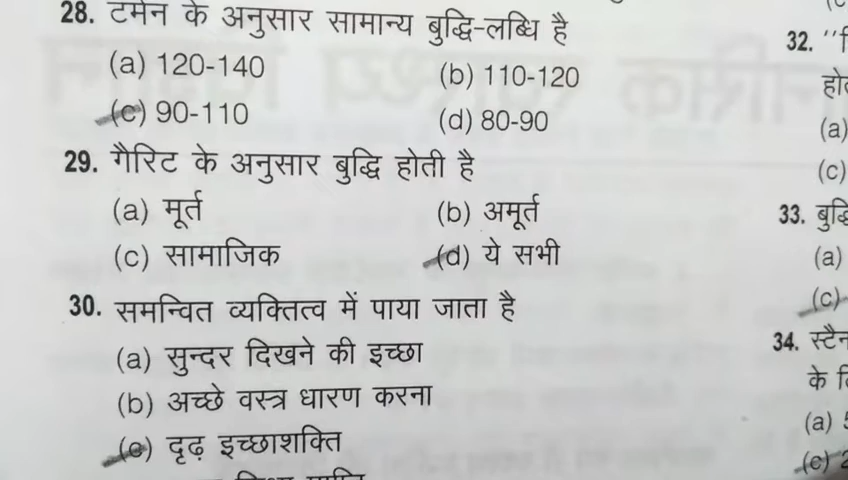 28. टर्मन के अनुसार सामान्य बुद्धि-लब्धि है
(a) 120-140 (b) 110-120
(c) 90-110 (d) 80-90
29. गैरिट के अनुसार बुद्धि होती है
(a) मूर्त (b) अमूर्त
(c) सामाजिक (d) ये सभी
30. समन्वित व्यक्तित्व में पाया जाता है
(a) सुन्दर दिखने की इच्छा
(b) अच्छे वस्त्र धारण करना
(c) दृढ़ इच्छाशक्ति
32.
(a)
(c)
33.
(a)
(c)
34.
के
(a)
(c)